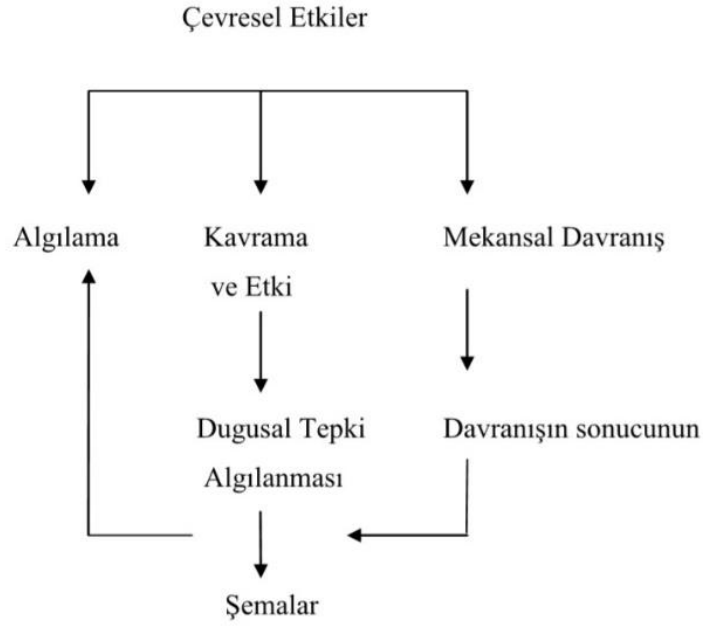 Çevresel Etkiler
Algılama Kavrama Mekansal Davranış
ve Etki
Dugusal Tepki Davranışın sonucunun
Algılanması
Şemalar